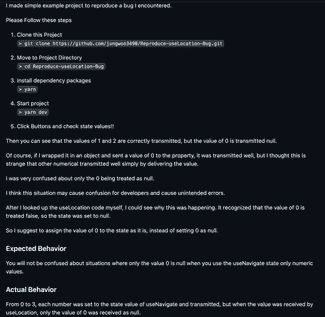 I made simple example project to reproduce a bug I encountered.
Please Follow these steps
1. Clone this Project
> git clone https://github.com/jungwoo3490/Reproduce-useLocation-Bug.git
2. Move to Project Directory
> cd Reproduce-useLocation-Bug
3. Install dependency packages
> yarn
4. Start project
> yarn dev
5. Click Buttons and check state values!!
Then you can see that the values of 1 and 2 are correctly transmitted, but the value of 0 is transmitted null.
Of course, if I wrapped it in an object and sent a value of 0 to the property, it was transmitted well, but I thought this is
strange that other numerical transmitted well simply by delivering the value.
I was very confused about only the 0 being treated as null.
I think this situation may cause confusion for developers and cause unintended errors.
After I looked up the useLocation code myself, I could see why this was happening. It recognized that the value of 0 is
treated false, so the state was set to null.
So I suggest to assign the value of 0 to the state as it is, instead of setting 0 as null.
Expected Behavior
You will not be confused about situations where only the value 0 is null when you use the useNavigate state only numeric
values.
Actual Behavior
From 0 to 3, each number was set to the state value of useNavigate and transmitted, but when the value was received by
useLocation, only the value of 0 was received as null.